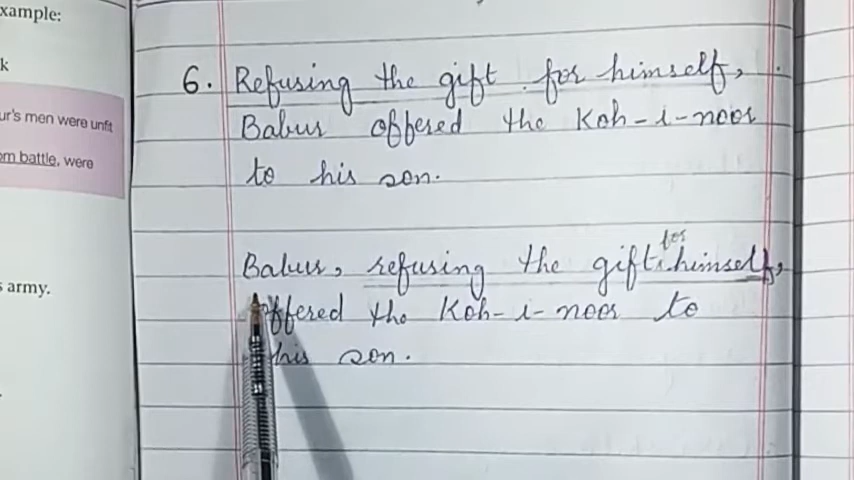 xample:
k
ur's men were unfit
om battle, were
army.
6. Refusing the gift for himself,
Babur offered the Koh-i-noor
to his son.
Babur, refusing the gift for himself,
offered the Koh-i-noor to
his son.